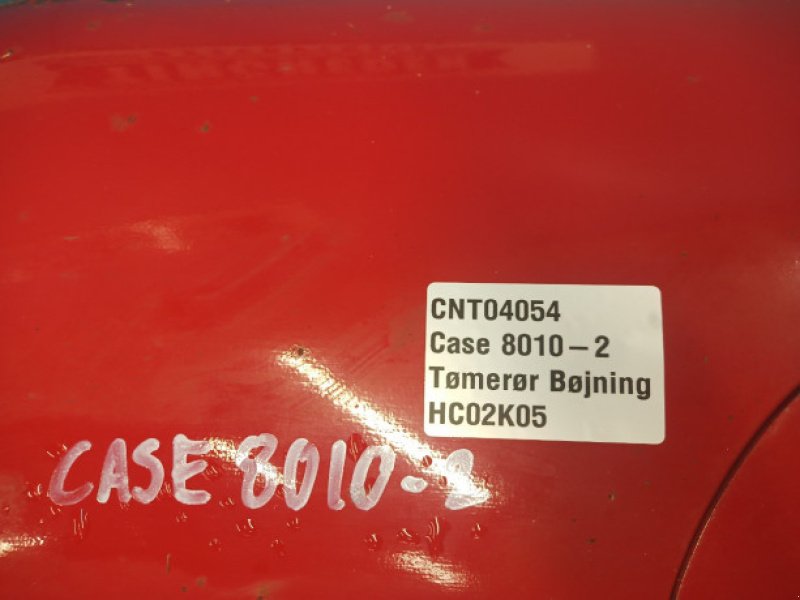 CNT04054
Case 8010-2
Tømerør Bøjning
HC02K05
CASE 8010-2